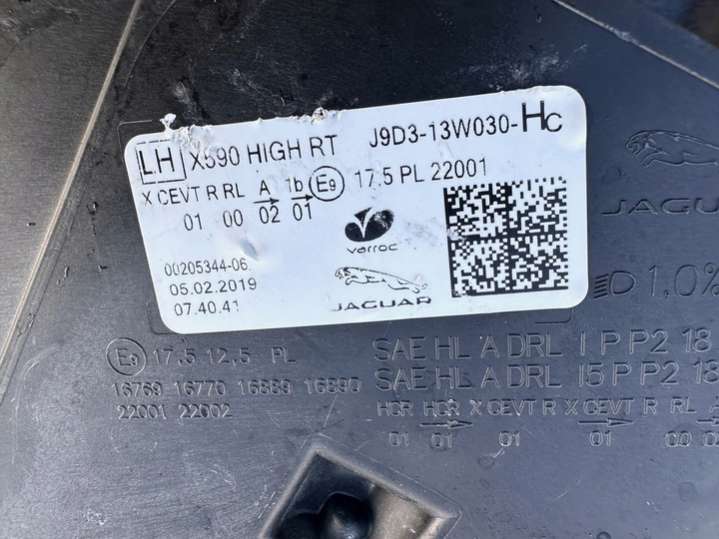 LH X590 HIGH RT J9D3-13W030-HC
X CEVT R RL A 1b E9 17.5 PL 22001
01 00 02 01
varroc
00205344-06
05.02.2019
07.40.41
JAGUAR
JAGUAR
1,0%
E9 17,5 12,5 PL
16769 16770 16889 16890
22001 22002
SAE HL A DRL I P P2 18
SAE HL A DRL I5 P P2 18
HCR HCR X CEVT R X CEVT R RL
01 01 01 01 00 02